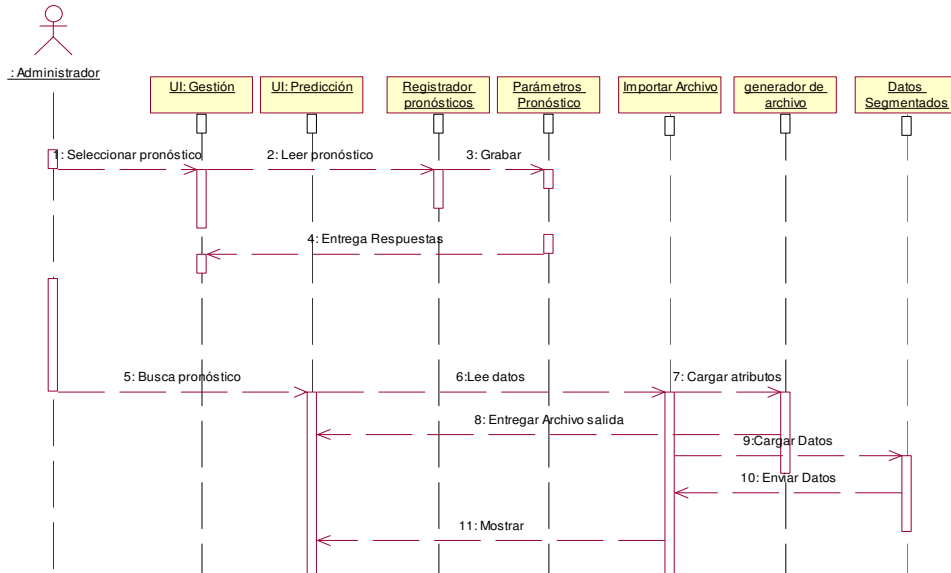 : Administrador
UI: Gestión
UI: Predicción
Registrador
pronósticos
Parámetros
Pronóstico
Importar Archivo
generador de
archivo
Datos
Segmentados
1: Seleccionar pronóstico
2: Leer pronóstico
3: Grabar
4: Entrega Respuestas
5: Busca pronóstico
6:Lee datos
7: Cargar atributos
8: Entregar Archivo salida
9:Cargar Datos
10: Enviar Datos
11: Mostrar